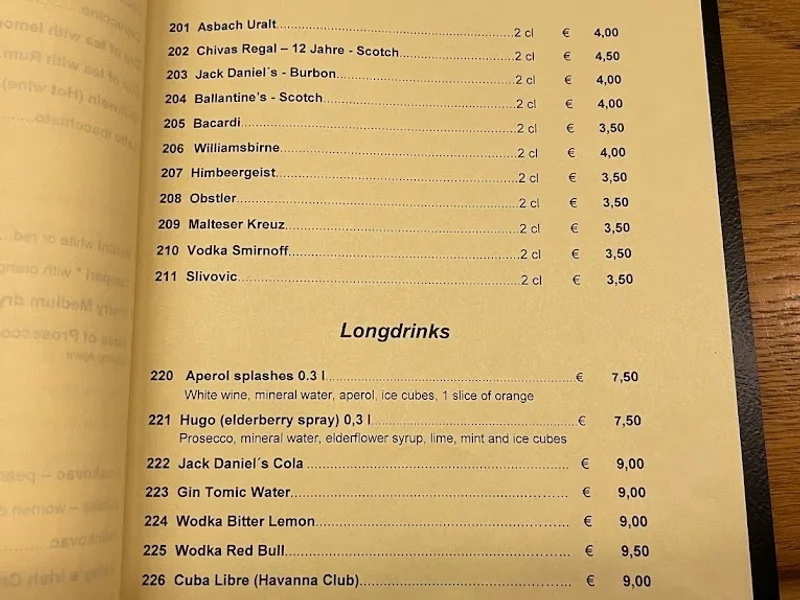 201 Asbach Uralt 2 cl € 4,00
202 Chivas Regal – 12 Jahre - Scotch 2 cl € 4,50
203 Jack Daniel´s - Burbon 2 cl € 4,00
204 Ballantine's - Scotch 2 cl € 4,00
205 Bacardi 2 cl € 3,50
206 Williamsbirne 2 cl € 4,00
207 Himbeergeist 2 cl € 3,50
208 Obstler 2 cl € 3,50
209 Malteser Kreuz 2 cl € 3,50
210 Vodka Smirnoff 2 cl € 3,50
211 Slivovic 2 cl € 3,50
Longdrinks
220 Aperol splashes 0.3 l € 7,50
White wine, mineral water, aperol, ice cubes, 1 slice of orange
221 Hugo (elderberry spray) 0,3 l € 7,50
Prosecco, mineral water, elderflower syrup, lime, mint and ice cubes
222 Jack Daniel´s Cola € 9,00
223 Gin Tomic Water € 9,00
224 Wodka Bitter Lemon € 9,00
225 Wodka Red Bull € 9,50
226 Cuba Libre (Havanna Club) € 9,00